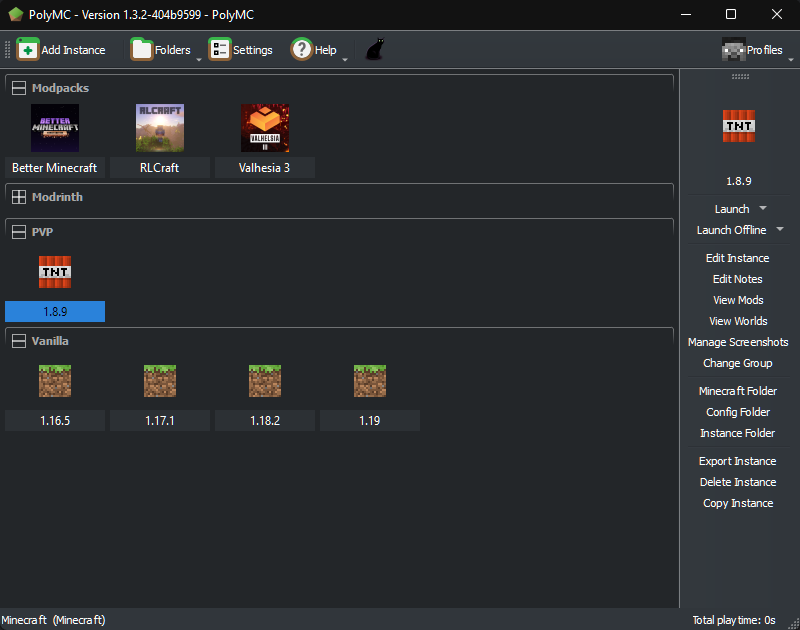 PolyMC - Version 1.3.2-404b9599 - PolyMC
Add Instance Folders Settings Help Profiles
Modpacks
BETTER MINECRAFT RLCRAFT VALHELSIA III
Better Minecraft RLCraft Valhesia 3
Modrinth
PVP
TNT
1.8.9
Vanilla
1.16.5 1.17.1 1.18.2 1.19
TNT
1.8.9
Launch
Launch Offline
Edit Instance
Edit Notes
View Mods
View Worlds
Manage Screenshots
Change Group
Minecraft Folder
Config Folder
Instance Folder
Export Instance
Delete Instance
Copy Instance
Minecraft (Minecraft) Total playtime: 0s